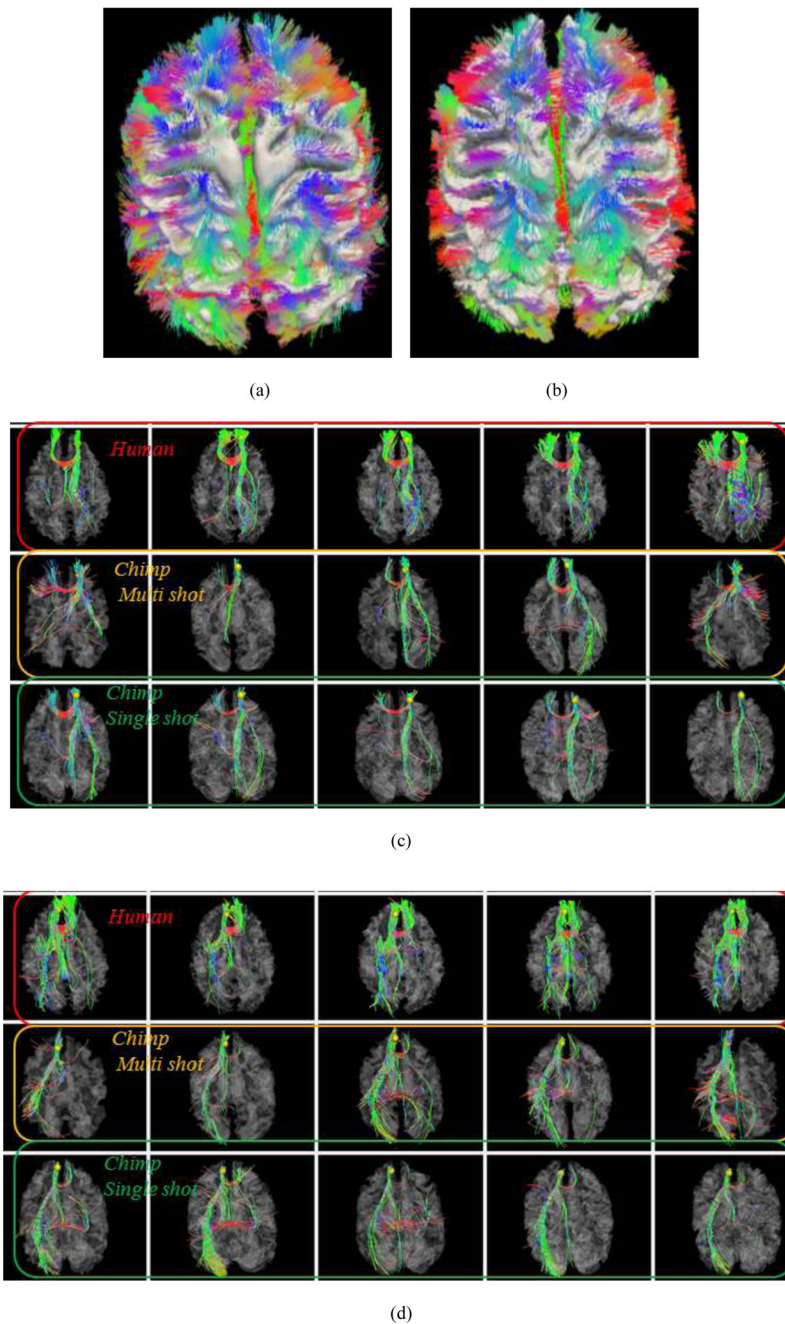 (a)
(b)
Human
Chimp
Multi shot
Chimp
Single shot
(c)
Human
Chimp
Multi shot
Chimp
Single shot
(d)